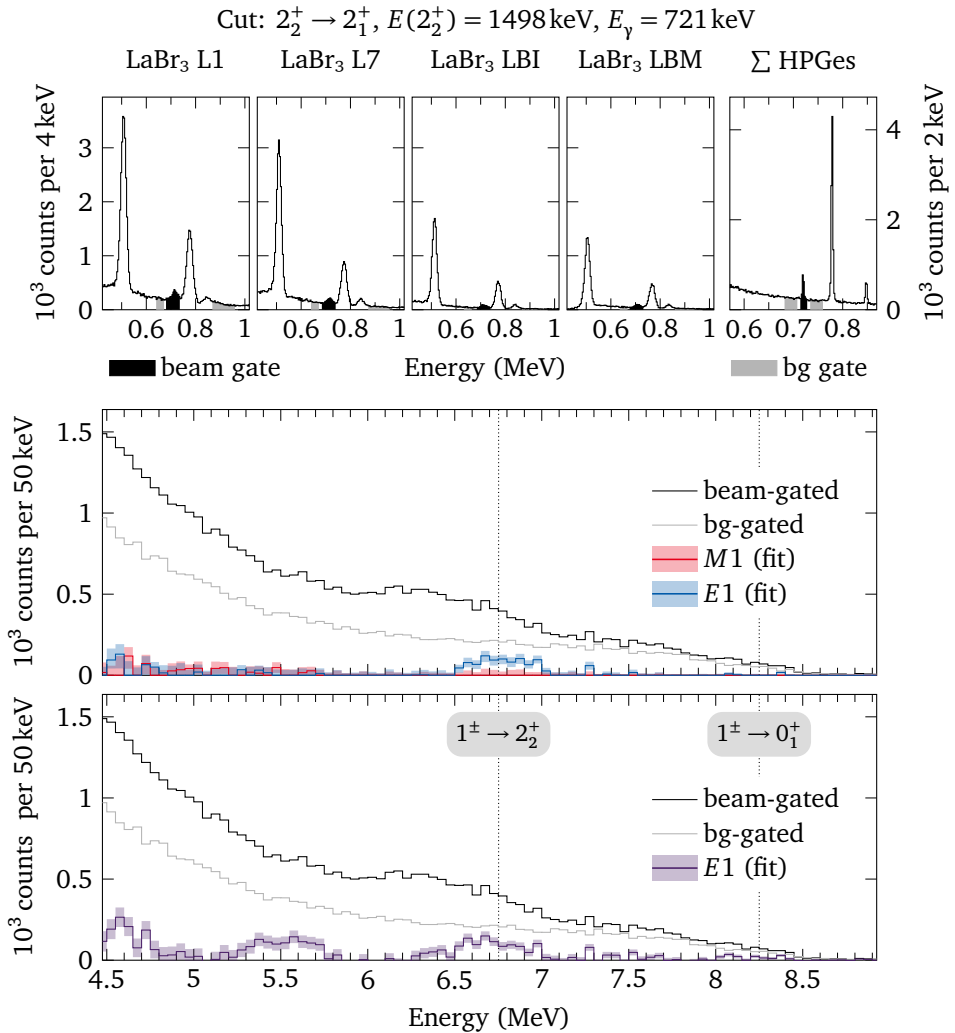 Cut: 2₂⁺ → 2₁⁺, E(2₂⁺) = 1498 keV, Eᵧ = 721 keV
LaBr₃ L1 LaBr₃ L7 LaBr₃ LBI LaBr₃ LBM ∑ HPGes
10³ counts per 4 keV
3
2
1
0
4
2
0
10³ counts per 2 keV
0.6 0.8 1 0.6 0.8 1 0.6 0.8 1 0.6 0.8 1 0.6 0.7 0.8
beam gate Energy (MeV) bg gate
10³ counts per 50 keV
1.5
1
0.5
0
beam-gated
bg-gated
M1 (fit)
E1 (fit)
10³ counts per 50 keV
1.5
1
0.5
0
1± → 2₂⁺ 1± → 0₁⁺
beam-gated
bg-gated
E1 (fit)
4.5 5 5.5 6 6.5 7 7.5 8 8.5
Energy (MeV)